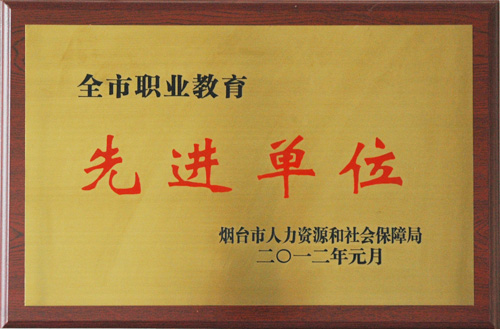 全市职业教育
先进单位
烟台市人力资源和社会保障局
二〇一二年元月